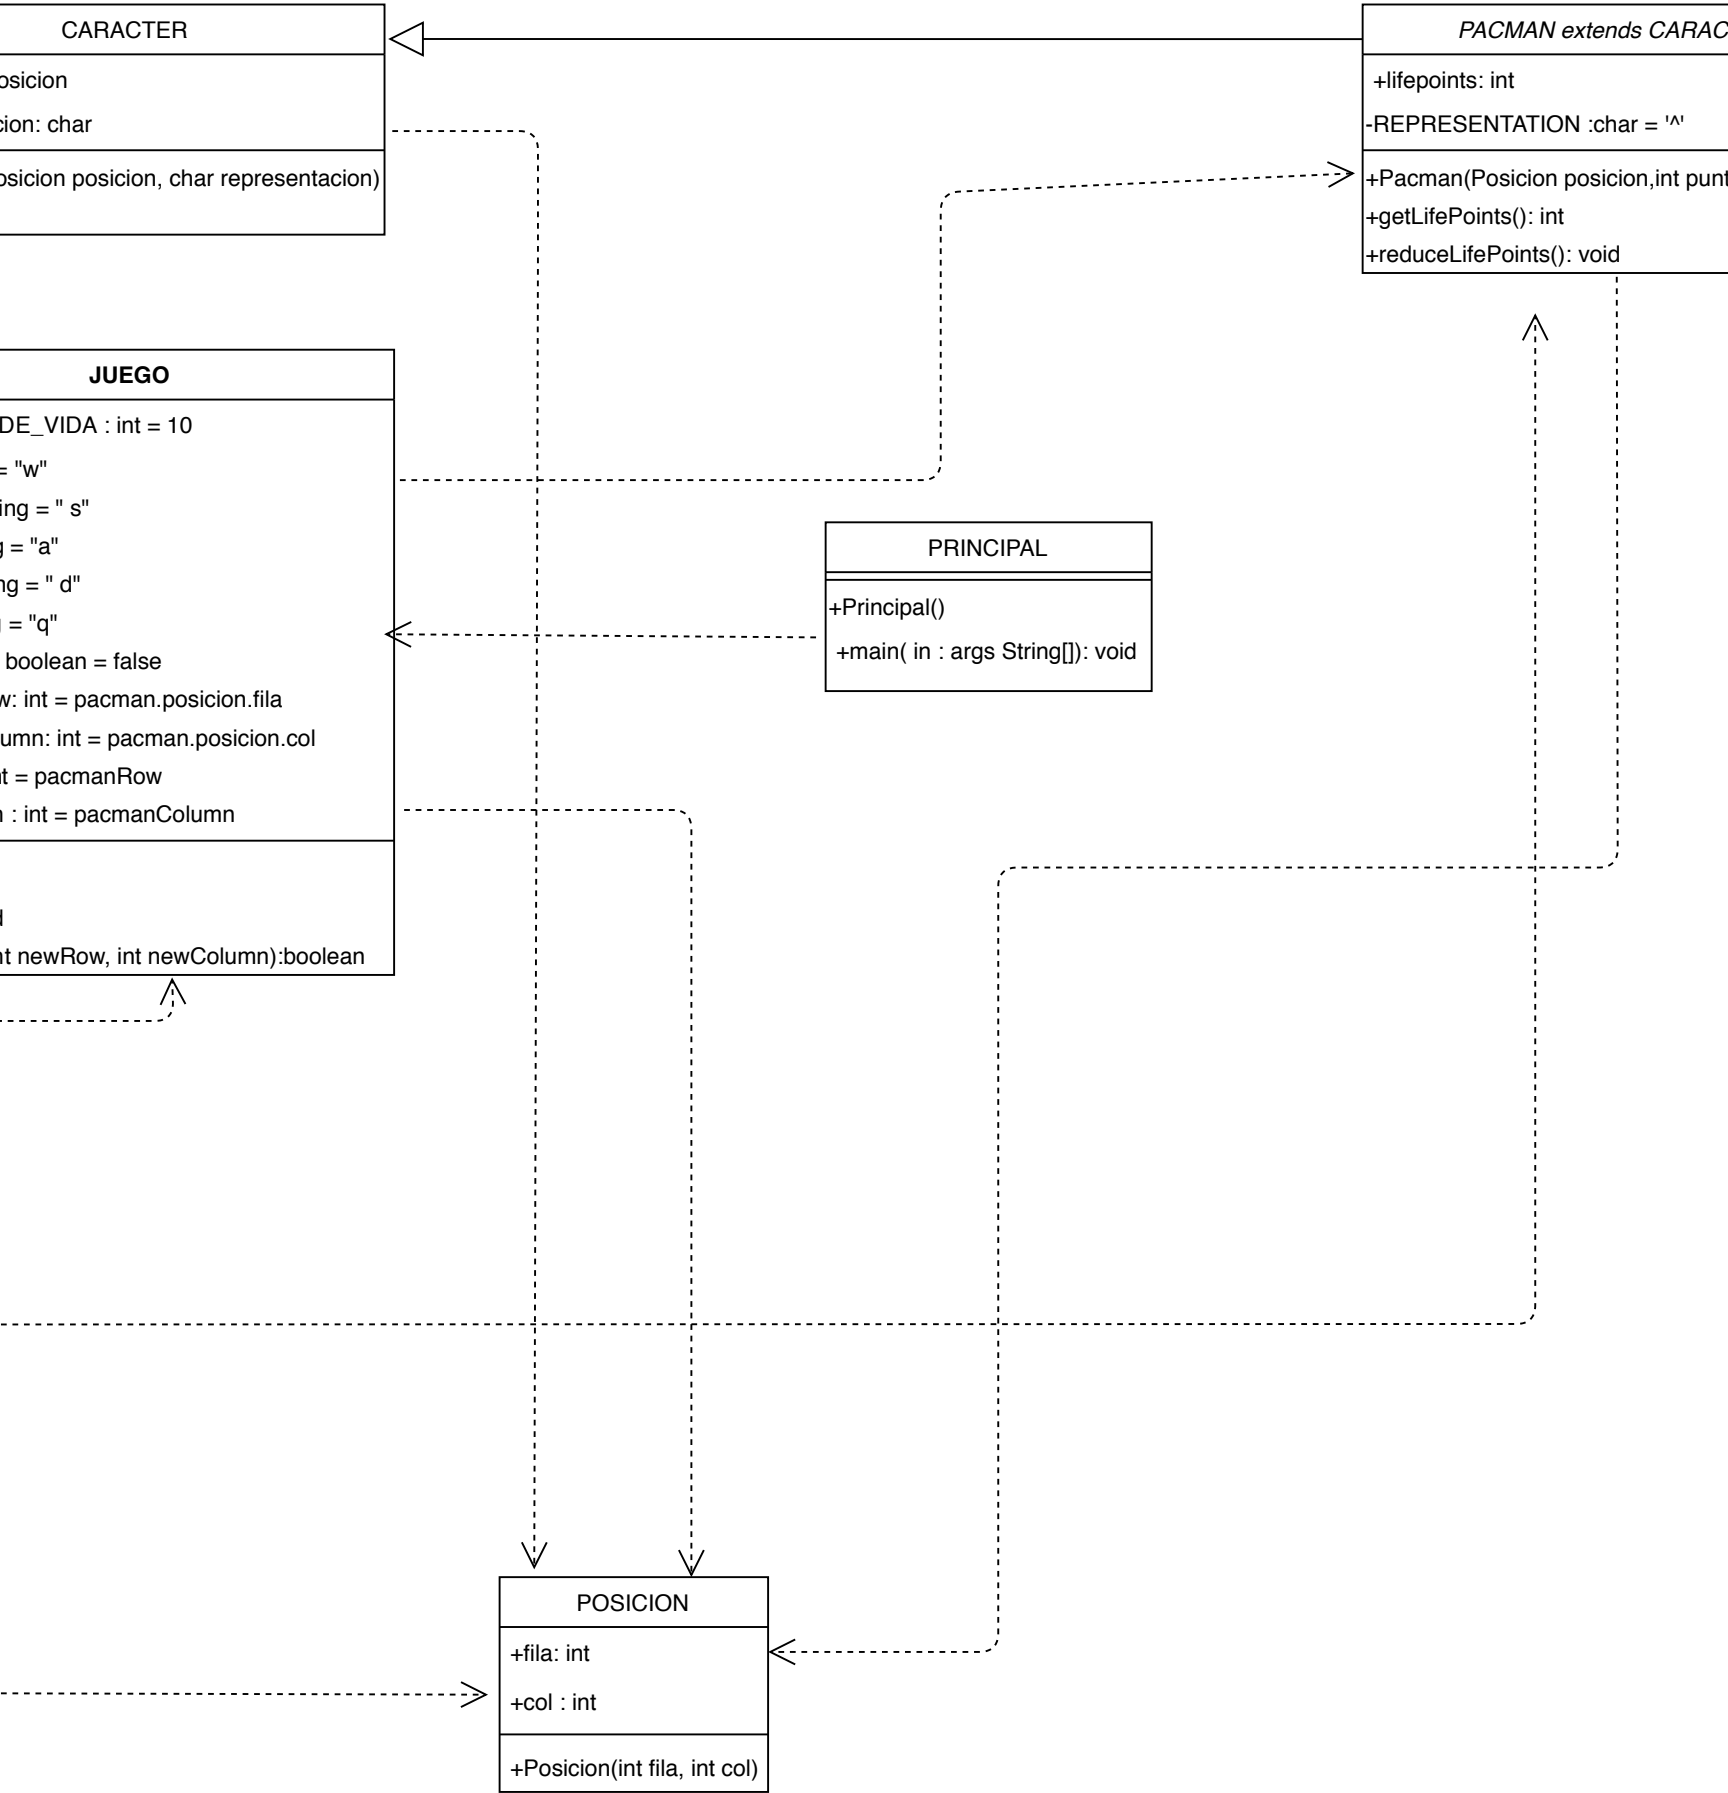 CARACTER
osicion
cion: char
osicion posicion, char representacion)
PACMAN extends CARAC
+lifepoints: int
-REPRESENTATION :char = '^'
+Pacman(Posicion posicion,int punt
+getLifePoints(): int
+reduceLifePoints(): void
JUEGO
DE_VIDA : int = 10
= "w"
ing = " s"
g = "a"
ng = " d"
= "q"
boolean = false
w: int = pacman.posicion.fila
umn: int = pacman.posicion.col
nt = pacmanRow
n : int = pacmanColumn
d
nt newRow, int newColumn):boolean
PRINCIPAL
+Principal()
+main( in : args String[]): void
POSICION
+fila: int
+col : int
+Posicion(int fila, int col)